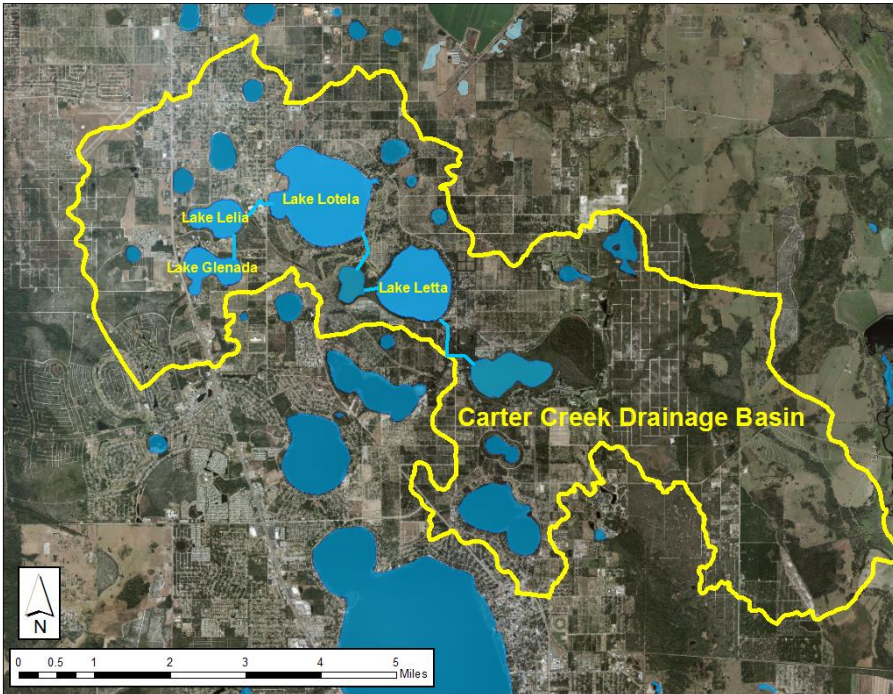 Lake Lotela
Lake Lelia
Lake Glenada
Lake Letta
Carter Creek Drainage Basin
N
0 0.5 1 2 3 4 5
Miles